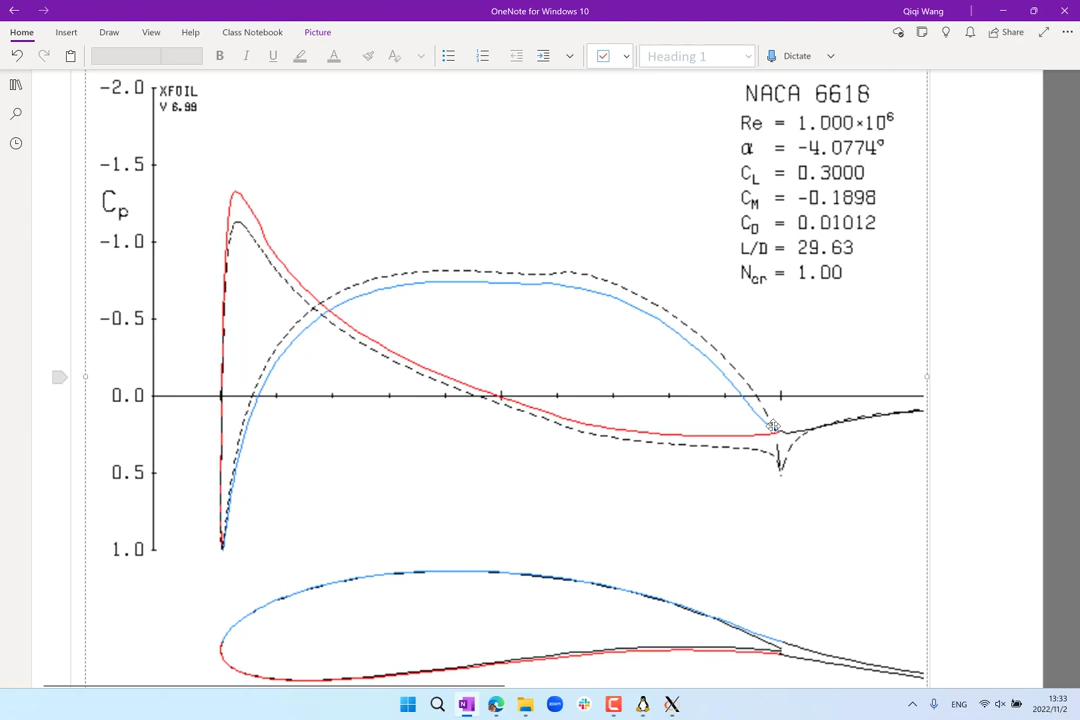 OneNote for Windows 10
Qiqi Wang
Home Insert Draw View Help Class Notebook Picture
Share
B I U A
Heading 1
Dictate
-2.0
XFOIL
V 6.99
-1.5
Cp
-1.0
-0.5
0.0
0.5
1.0
NACA 6618
Re = 1.000×10⁶
α = -4.0774°
CL = 0.3000
CM = -0.1898
CD = 0.01012
L/D = 29.63
Ncr = 1.00
zoom
ENG
13:33
2022/11/2